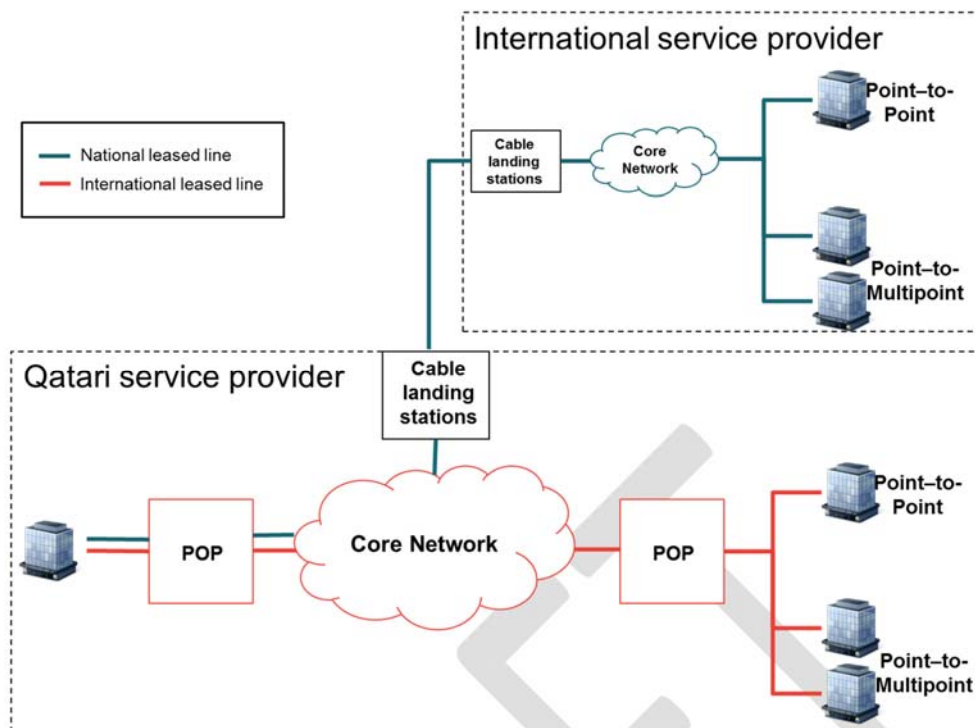 International service provider
Point–to-
Point
National leased line
International leased line
Cable
landing
stations
Core
Network
Point–to-
Multipoint
Qatari service provider
Cable
landing
stations
POP
Core Network
POP
Point–to-
Point
Point–to-
Multipoint